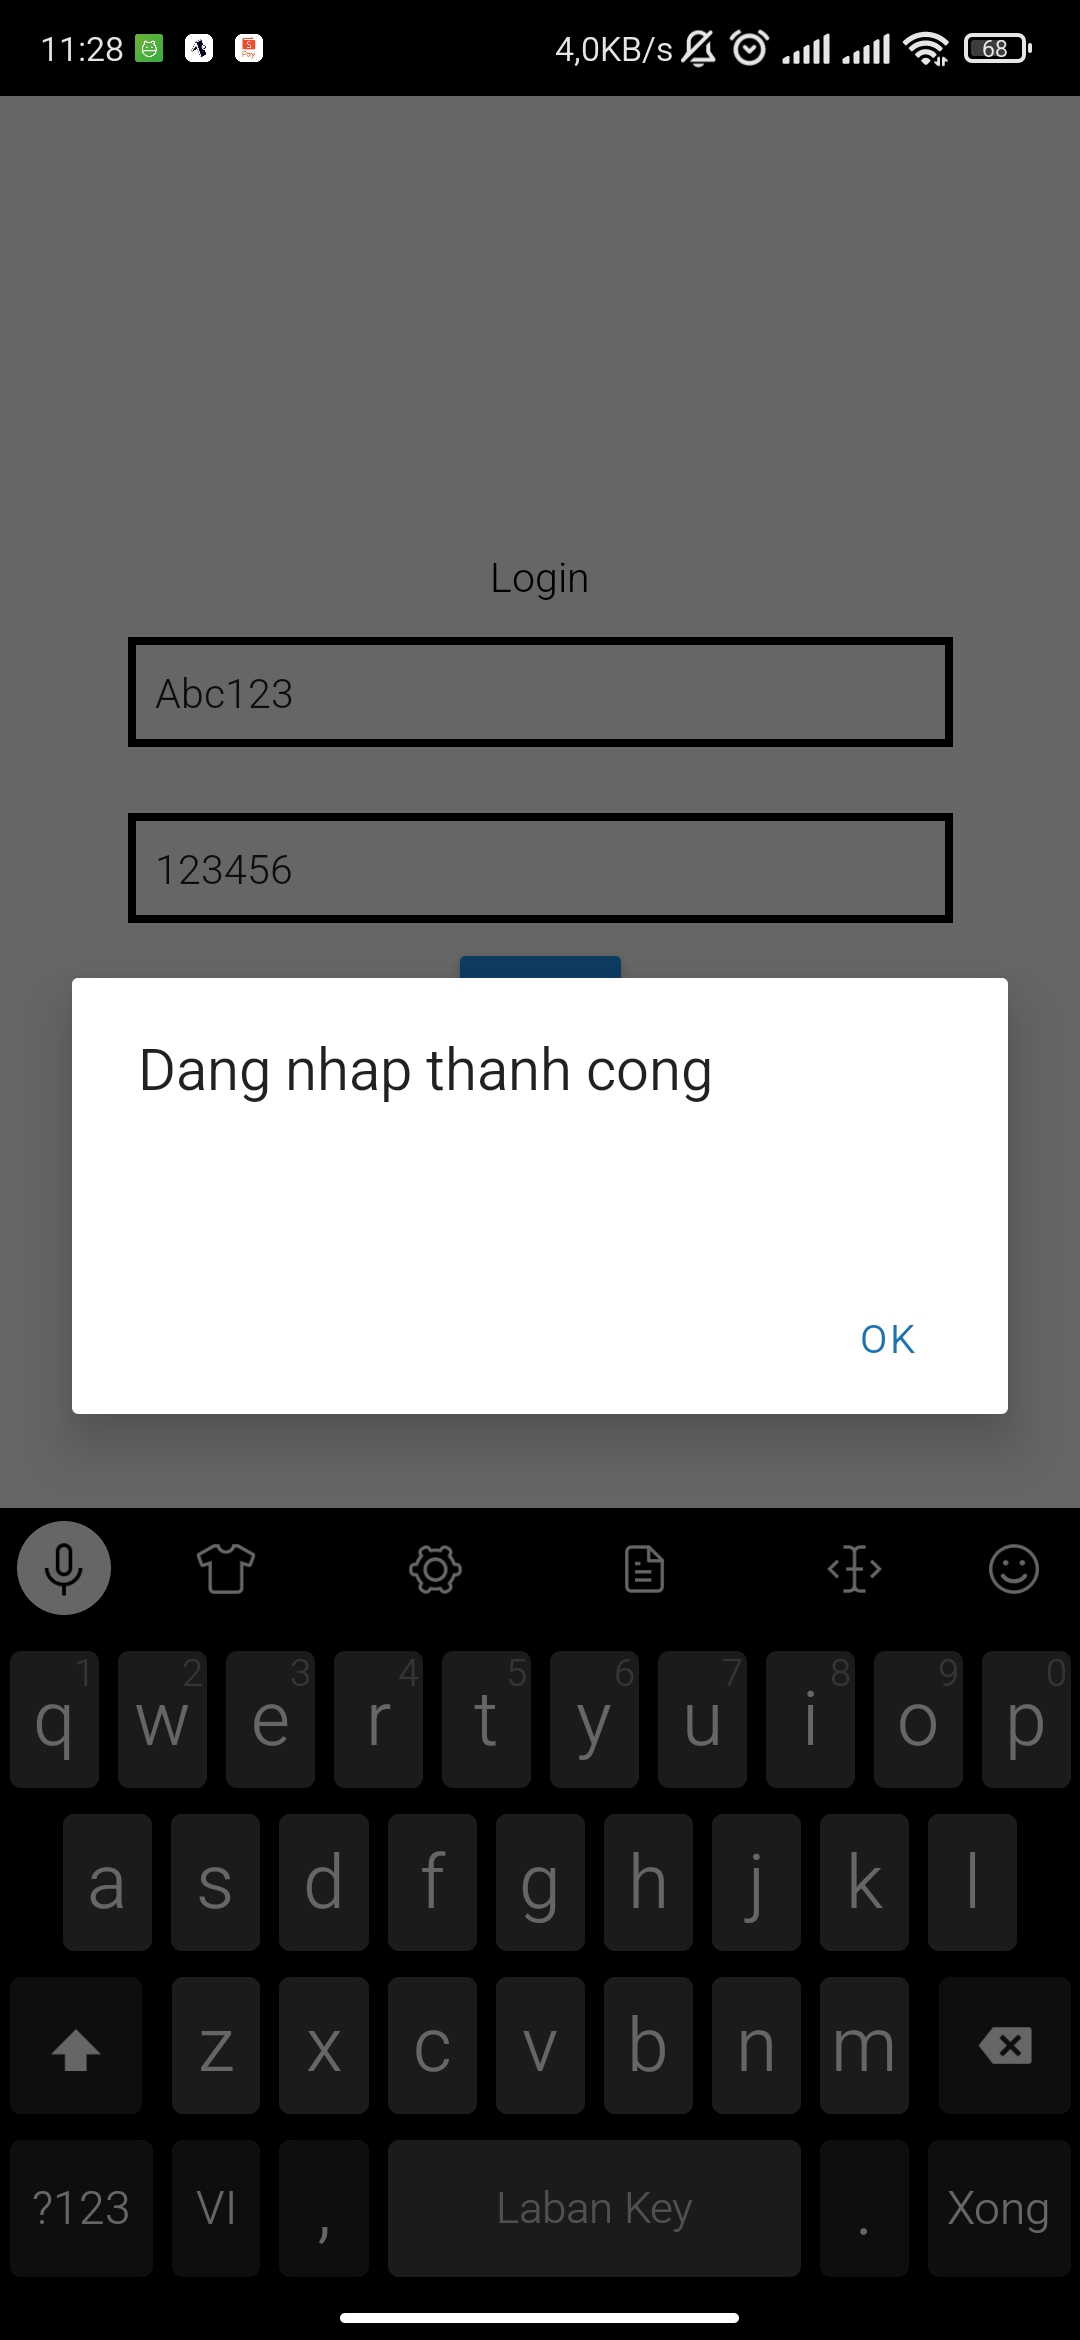 11:28 4,0KB/s 68
Login
Abc123
123456
Dang nhap thanh cong
OK
1 2 3 4 5 6 7 8 9 0
q w e r t y u i o p
a s d f g h j k l
z x c v b n m
?123 VI , Laban Key . Xong